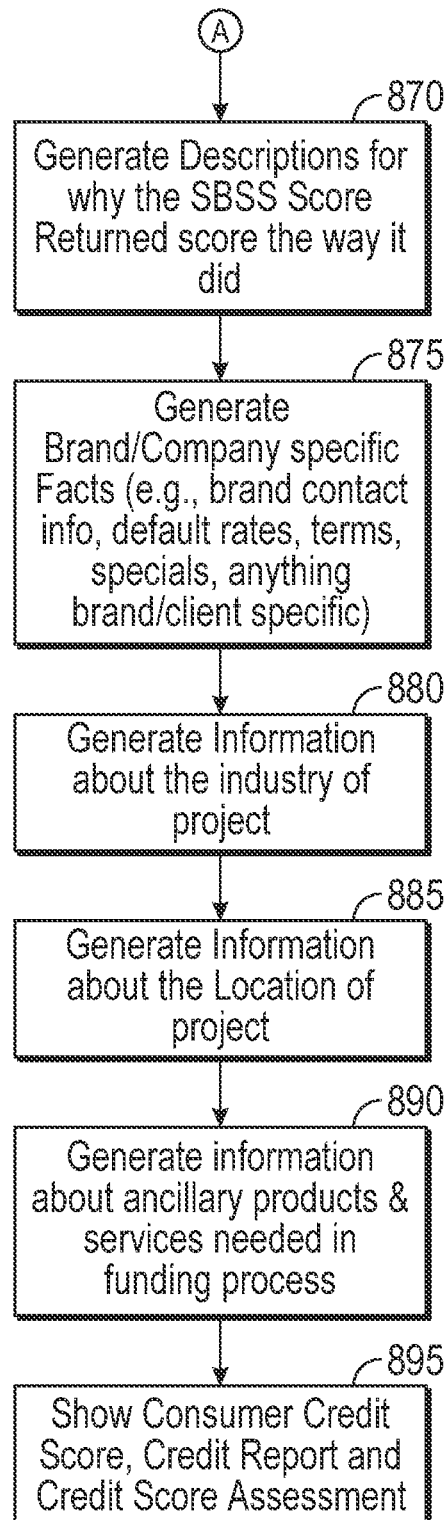 A
870
Generate Descriptions for
why the SBSS Score
Returned score the way it
did
875
Generate
Brand/Company specific
Facts (e.g., brand contact
info, default rates, terms,
specials, anything
brand/client specific)
880
Generate Information
about the industry of
project
885
Generate Information
about the Location of
project
890
Generate information
about ancillary products &
services needed in
funding process
895
Show Consumer Credit
Score, Credit Report and
Credit Score Assessment